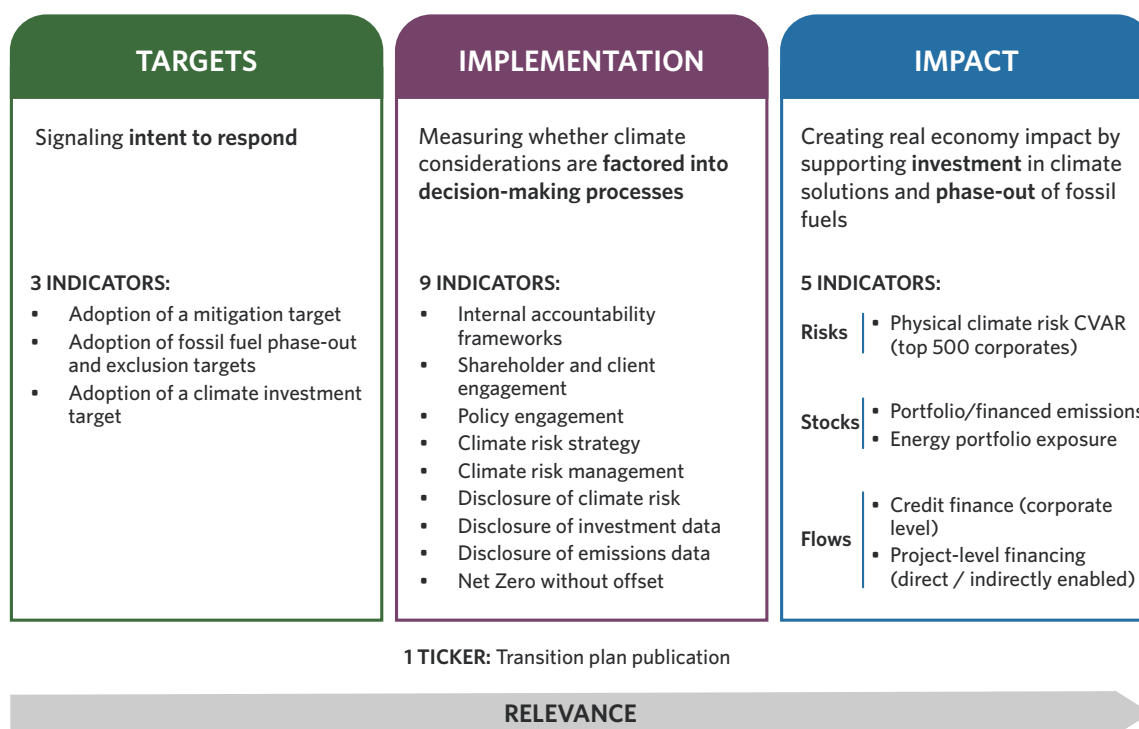 TARGETS
Signaling intent to respond
3 INDICATORS:
▪ Adoption of a mitigation target
▪ Adoption of fossil fuel phase-out
and exclusion targets
▪ Adoption of a climate investment
target
IMPLEMENTATION
Measuring whether climate
considerations are factored into
decision-making processes
9 INDICATORS:
▪ Internal accountability
frameworks
▪ Shareholder and client
engagement
▪ Policy engagement
▪ Climate risk strategy
▪ Climate risk management
▪ Disclosure of climate risk
▪ Disclosure of investment data
▪ Disclosure of emissions data
▪ Net Zero without offset
IMPACT
Creating real economy impact by
supporting investment in climate
solutions and phase-out of fossil
fuels
5 INDICATORS:
Risks
▪ Physical climate risk CVAR
(top 500 corporates)
Stocks
▪ Portfolio/financed emissions
▪ Energy portfolio exposure
Flows
▪ Credit finance (corporate
level)
▪ Project-level financing
(direct / indirectly enabled)
1 TICKER: Transition plan publication
RELEVANCE